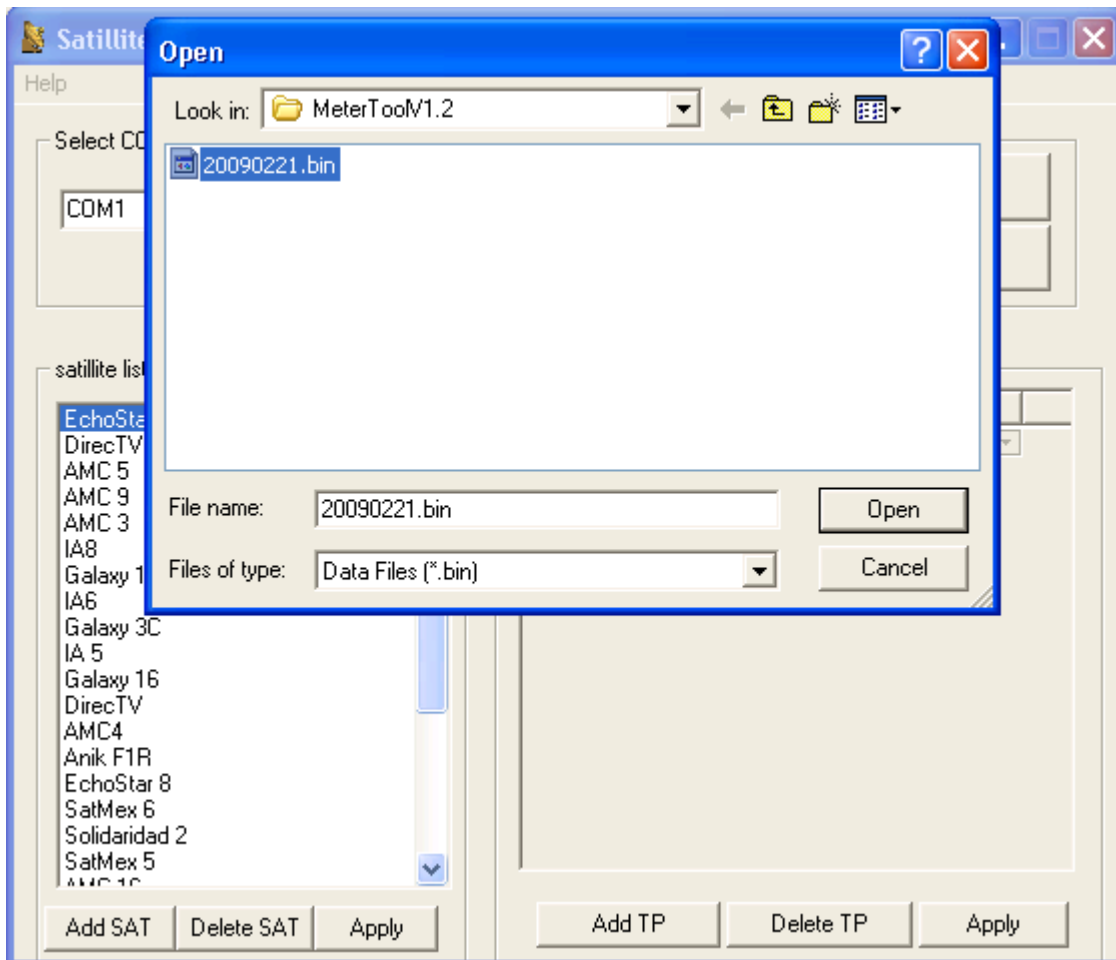 Satillite
Open
Help
Look in: MeterToolV1.2
Select CO
20090221.bin
COM1
satillite list
EchoSta
DirecTV
AMC 5
AMC 9
AMC 3
IA8
Galaxy 1
IA6
Galaxy 3C
IA 5
Galaxy 16
DirecTV
AMC4
Anik F1R
EchoStar 8
SatMex 6
Solidaridad 2
SatMex 5
File name: 20090221.bin Open
Files of type: Data Files (*.bin) Cancel
Add SAT Delete SAT Apply
Add TP Delete TP Apply